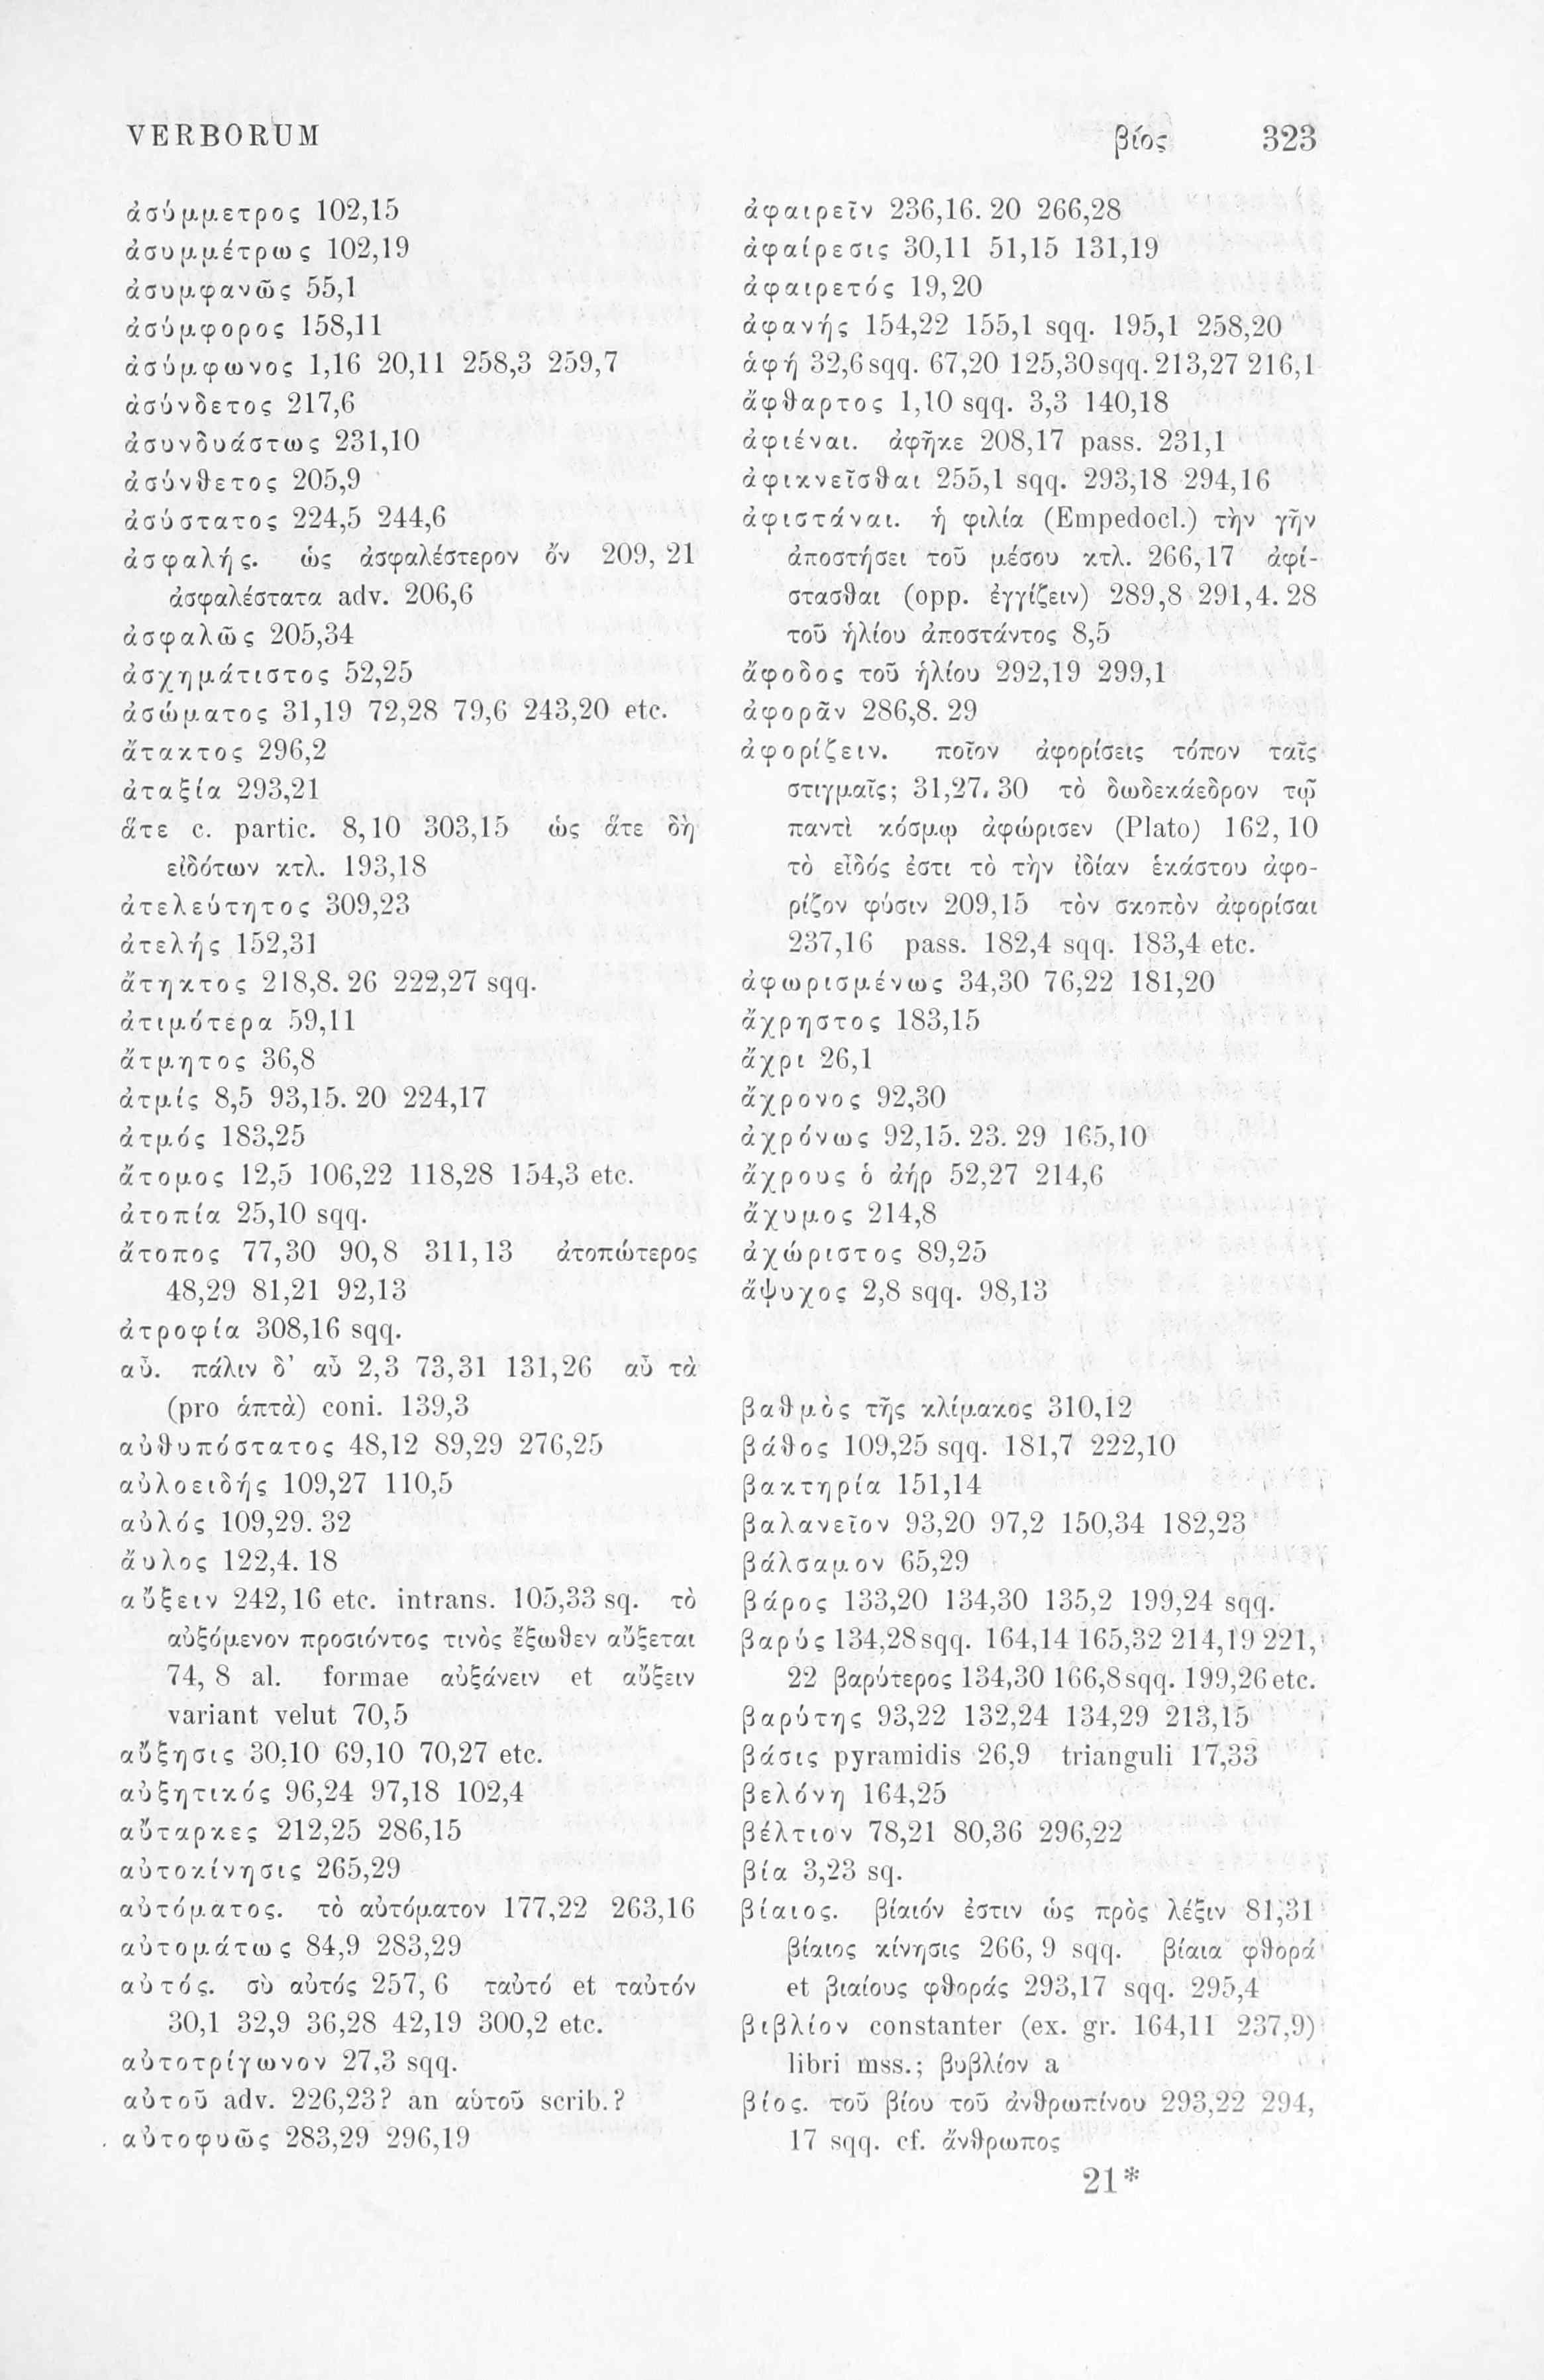 VERBORUM
βίος 323
ἀσύμμετρος 102,15
ἀσυμμέτρως 102,19
ἀσυμφανῶς 55,1
ἀσύμφορος 158,11
ἀσύμφωνος 1,16 20,11 258,3 259,7
ἀσύνδετος 217,6
ἀσυνδυάστως 231,10
ἀσύνθετος 205,9
ἀσύστατος 224,5 244,6
ἀσφαλής. ὡς ἀσφαλέστερον ὄν 209, 21
ἀσφαλέστατα adv. 206,6
ἀσφαλῶς 205,34
ἀσχημάτιστος 52,25
ἀσώματος 31,19 72,28 79,6 243,20 etc.
ἄτακτος 296,2
ἀταξία 293,21
ἅτε c. partic. 8,10 303,15 ὡς ἅτε δὴ
εἰδότων κτλ. 193,18
ἀτελεύτητος 309,23
ἀτελής 152,31
ἄτηκτος 218,8. 26 222,27 sqq.
ἀτιμότερα 59,11
ἄτμητος 36,8
ἀτμίς 8,5 93,15. 20 224,17
ἀτμός 183,25
ἄτομος 12,5 106,22 118,28 154,3 etc.
ἀτοπία 25,10 sqq.
ἄτοπος 77,30 90,8 311,13 ἀτοπώτερος
48,29 81,21 92,13
ἀτροφία 308,16 sqq.
αὖ. πάλιν δ’ αὖ 2,3 73,31 131,26 αὖ τὰ
(pro ἁπτὰ) coni. 139,3
αὐθυπόστατος 48,12 89,29 276,25
αὐλοειδής 109,27 110,5
αὐλός 109,29. 32
ἄυλος 122,4. 18
αὔξειν 242,16 etc. intrans. 105,33 sq. τὸ
αὐξόμενον προσιόντος τινὸς ἔξωθεν αὔξεται
74, 8 al. formae αὐξάνειν et αὔξειν
variant velut 70,5
αὔξησις 30,10 69,10 70,27 etc.
αὐξητικός 96,24 97,18 102,4
αὔταρκες 212,25 286,15
αὐτοκίνησις 265,29
αὐτόματος. τὸ αὐτόματον 177,22 263,16
αὐτομάτως 84,9 283,29
αὐτός. σὺ αὐτός 257, 6 ταὐτό et ταὐτόν
30,1 32,9 36,28 42,19 300,2 etc.
αὐτοτρίγωνον 27,3 sqq.
αὐτοῦ adv. 226,23? an αὑτοῦ scrib.?
αὐτοφυῶς 283,29 296,19
ἀφαιρεῖν 236,16. 20 266,28
ἀφαίρεσις 30,11 51,15 131,19
ἀφαιρετός 19,20
ἀφανής 154,22 155,1 sqq. 195,1 258,20
ἁφή 32,6 sqq. 67,20 125,30 sqq. 213,27 216,1
ἄφθαρτος 1,10 sqq. 3,3 140,18
ἀφιέναι. ἀφῆκε 208,17 pass. 231,1
ἀφικνεῖσθαι 255,1 sqq. 293,18 294,16
ἀφιστάναι. ἡ φιλία (Empedocl.) τὴν γῆν
ἀποστήσει τοῦ μέσου κτλ. 266,17 ἀφί-
στασθαι (opp. ἐγγίζειν) 289,8 291,4. 28
τοῦ ἡλίου ἀποστάντος 8,5
ἄφοδος τοῦ ἡλίου 292,19 299,1
ἀφορᾶν 286,8. 29
ἀφορίζειν. ποῖον ἀφορίσεις τόπον ταῖς
στιγμαῖς; 31,27. 30 τὸ δωδεκάεδρον τῷ
παντὶ κόσμῳ ἀφώρισεν (Plato) 162, 10
τὸ εἶδός ἐστι τὸ τὴν ἰδίαν ἑκάστου ἀφο-
ρίζον φύσιν 209,15 τὸν σκοπὸν ἀφορίσαι
237,16 pass. 182,4 sqq. 183,4 etc.
ἀφωρισμένως 34,30 76,22 181,20
ἄχρηστος 183,15
ἄχρι 26,1
ἄχρονος 92,30
ἀχρόνως 92,15. 23. 29 165,10
ἄχρους ὁ ἀήρ 52,27 214,6
ἄχυμος 214,8
ἀχώριστος 89,25
ἄψυχος 2,8 sqq. 98,13
βαθμὸς τῆς κλίμακος 310,12
βάθος 109,25 sqq. 181,7 222,10
βακτηρία 151,14
βαλανεῖον 93,20 97,2 150,34 182,23
βάλσαμον 65,29
βάρος 133,20 134,30 135,2 199,24 sqq.
βαρύς 134,28 sqq. 164,14 165,32 214,19 221,
22 βαρύτερος 134,30 166,8 sqq. 199,26 etc.
βαρύτης 93,22 132,24 134,29 213,15
βάσις pyramidis 26,9 trianguli 17,33
βελόνη 164,25
βέλτιον 78,21 80,36 296,22
βία 3,23 sq.
βίαιος. βίαιόν ἐστιν ὡς πρὸς λέξιν 81,31
βίαιος κίνησις 266, 9 sqq. βίαια φθορά
et βιαίους φθοράς 293,17 sqq. 295,4
βιβλίον constanter (ex. gr. 164,11 237,9)
libri mss.; βυβλίον a
βίος. τοῦ βίου τοῦ ἀνθρωπίνου 293,22 294,
17 sqq. cf. ἄνθρωπος
21*